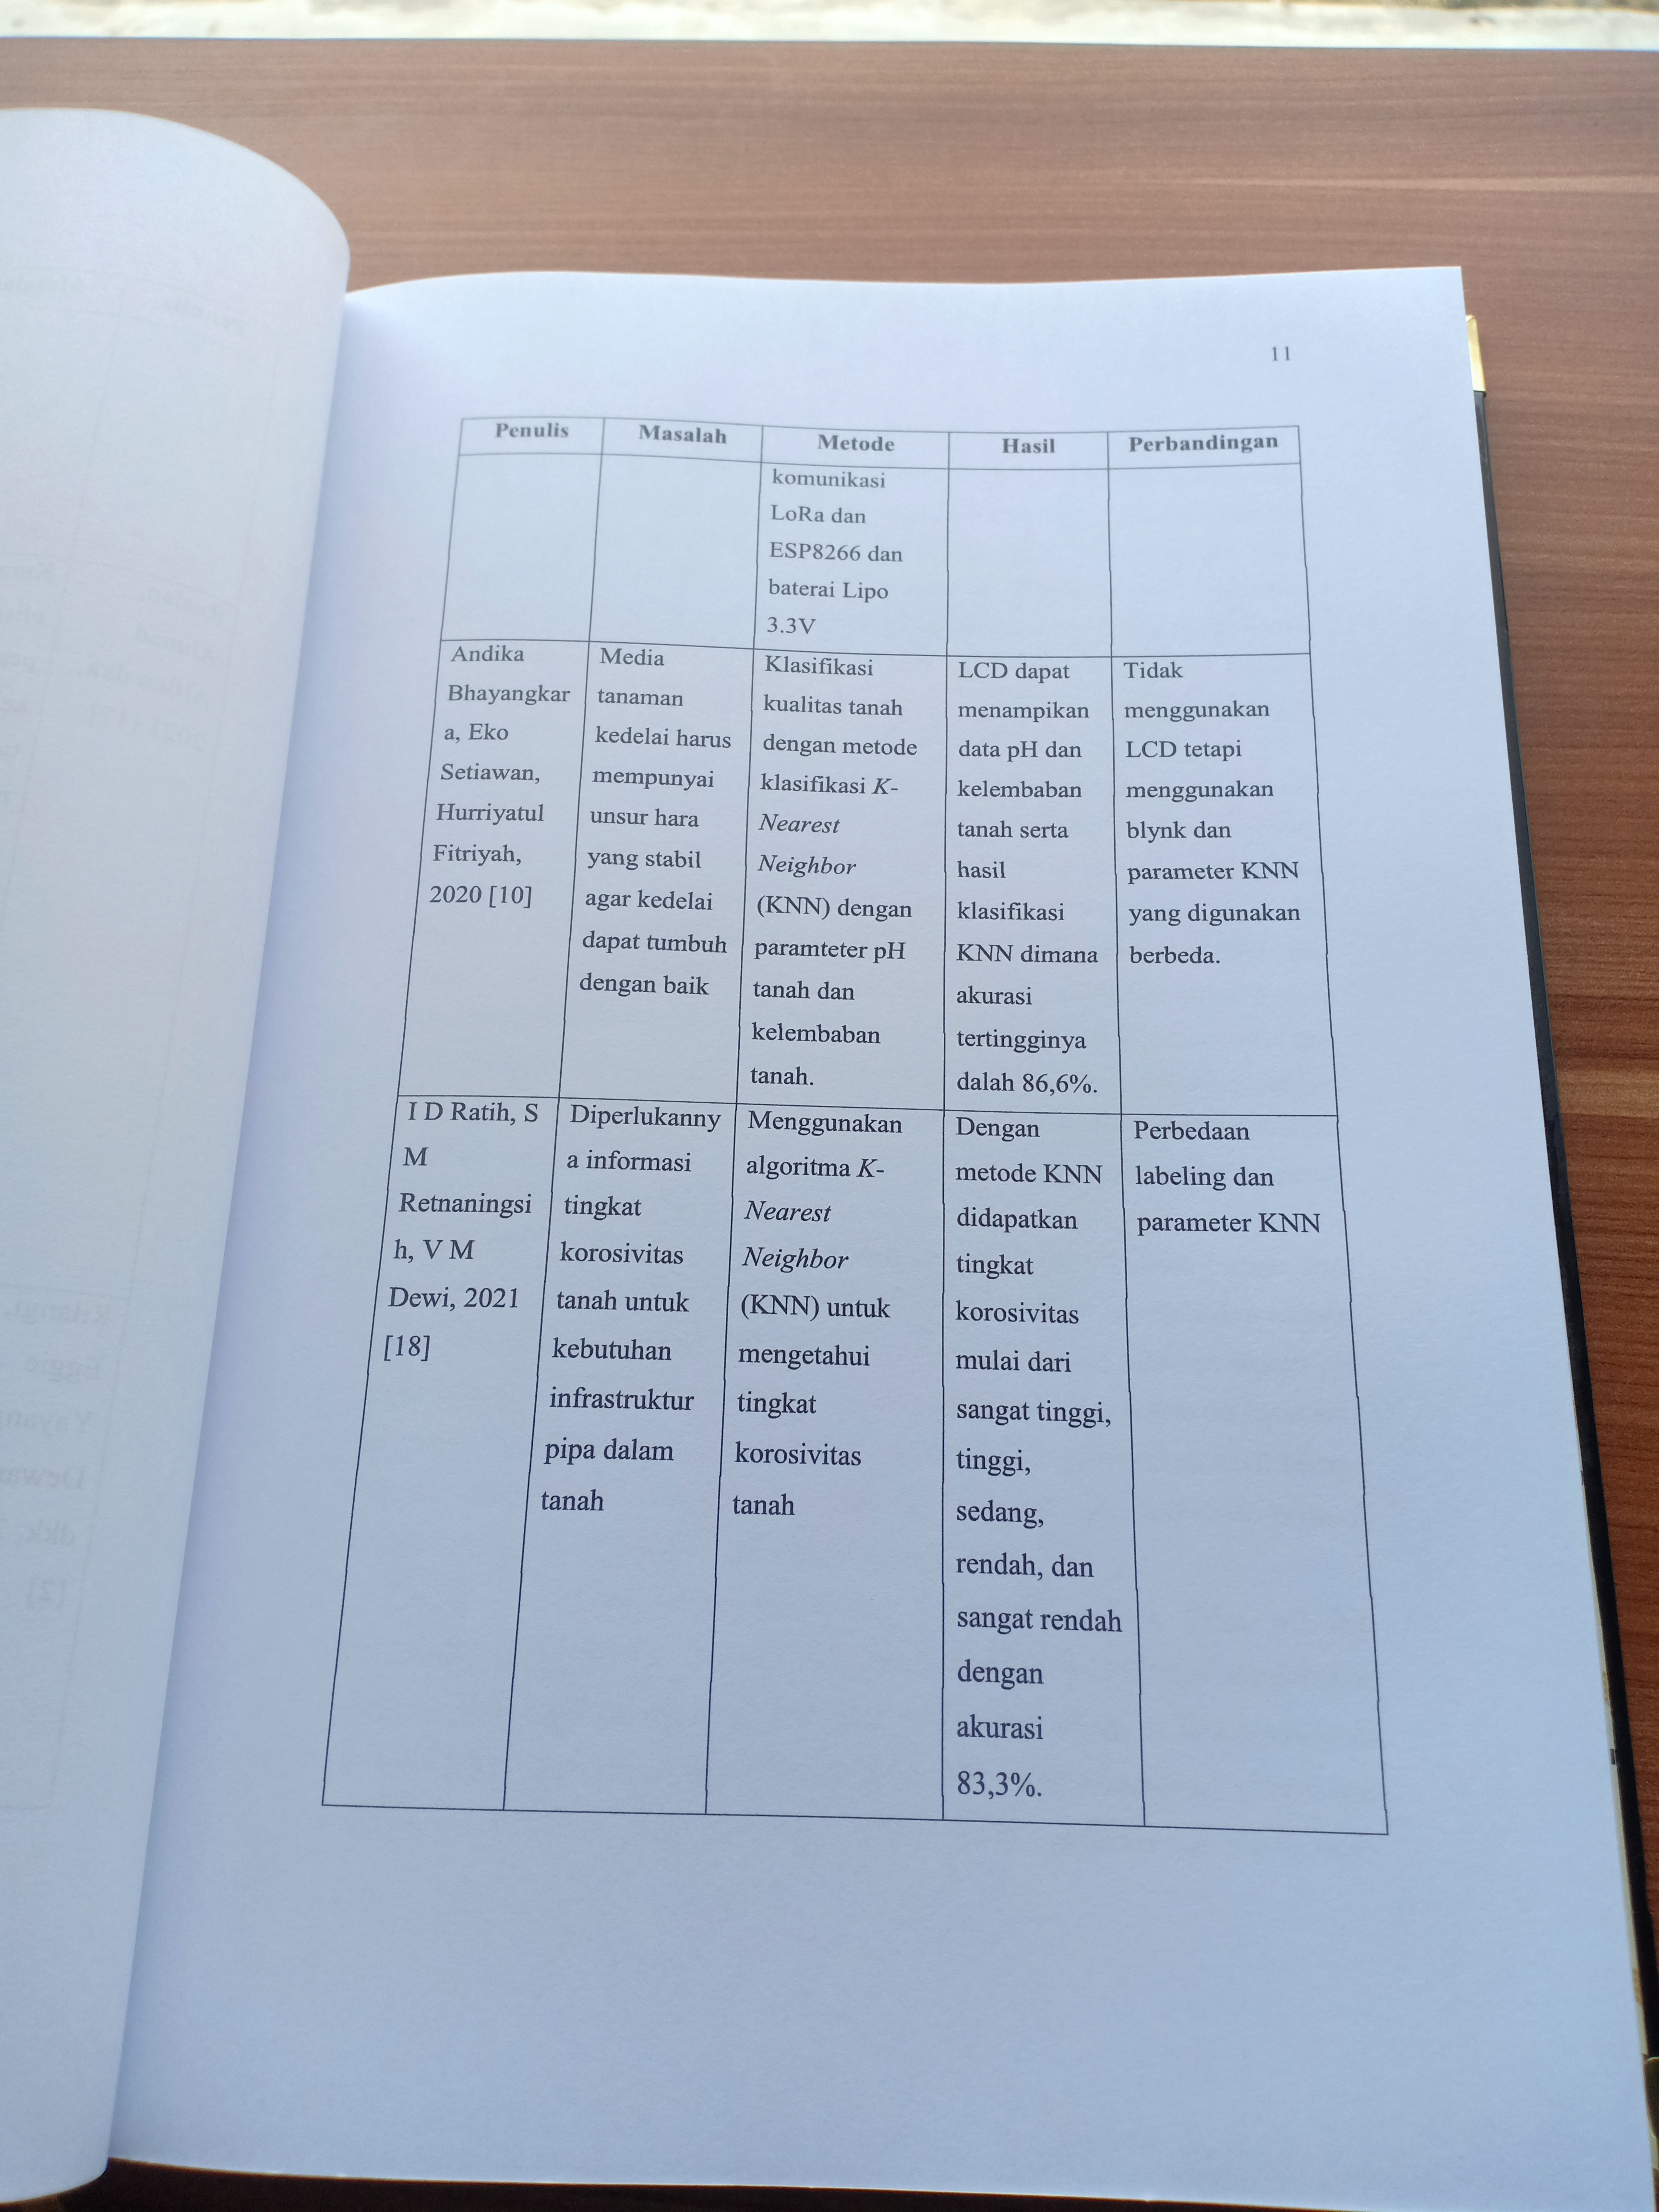 11
Penulis Masalah Metode Hasil Perbandingan
komunikasi
LoRa dan
ESP8266 dan
baterai Lipo
3.3V
Andika
Bhayangkar
a, Eko
Setiawan,
Hurriyatul
Fitriyah,
2020 [10]
Media
tanaman
kedelai harus
mempunyai
unsur hara
yang stabil
agar kedelai
dapat tumbuh
dengan baik
Klasifikasi
kualitas tanah
dengan metode
klasifikasi K-
Nearest
Neighbor
(KNN) dengan
paramteter pH
tanah dan
kelembaban
tanah.
LCD dapat
menampikan
data pH dan
kelembaban
tanah serta
hasil
klasifikasi
KNN dimana
akurasi
tertingginya
dalah 86,6%.
Tidak
menggunakan
LCD tetapi
menggunakan
blynk dan
parameter KNN
yang digunakan
berbeda.
I D Ratih, S
M
Retnaningsi
h, V M
Dewi, 2021
[18]
Diperlukanny
a informasi
tingkat
korosivitas
tanah untuk
kebutuhan
infrastruktur
pipa dalam
tanah
Menggunakan
algoritma K-
Nearest
Neighbor
(KNN) untuk
mengetahui
tingkat
korosivitas
tanah
Dengan
metode KNN
didapatkan
tingkat
korosivitas
mulai dari
sangat tinggi,
tinggi,
sedang,
rendah, dan
sangat rendah
dengan
akurasi
83,3%.
Perbedaan
labeling dan
parameter KNN